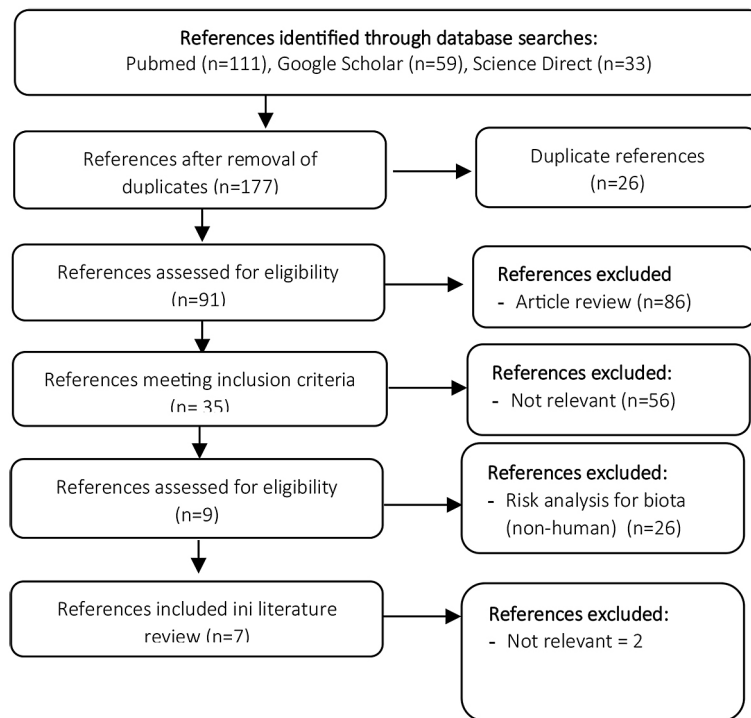 References identified through database searches:
Pubmed (n=111), Google Scholar (n=59), Science Direct (n=33)
References after removal of
duplicates (n=177)
Duplicate references
(n=26)
References assessed for eligibility
(n=91)
References excluded
- Article review (n=86)
References meeting inclusion criteria
(n= 35)
References excluded:
- Not relevant (n=56)
References assessed for eligibility
(n=9)
References excluded:
- Risk analysis for biota
(non-human) (n=26)
References included ini literature
review (n=7)
References excluded:
- Not relevant = 2